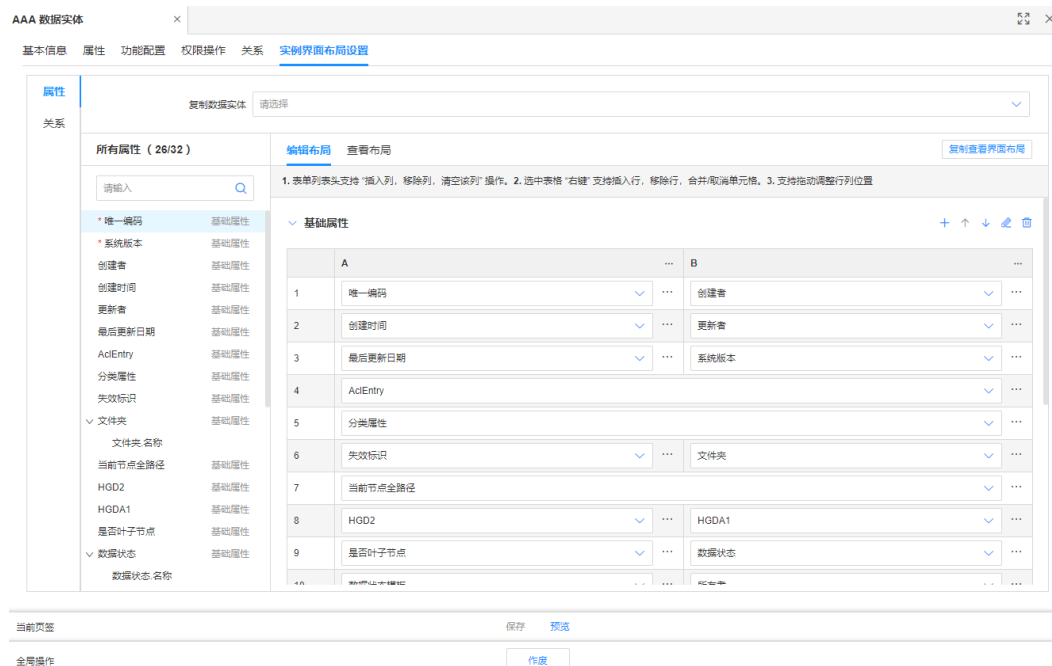 AAA 数据实体
基本信息 属性 功能配置 权限操作 关系 实例界面布局设置
属性
关系
复制数据实体 请选择
所有属性 ( 26/32 )
请输入
* 唯一编码 基础属性
* 系统版本 基础属性
创建者 基础属性
创建时间 基础属性
更新者 基础属性
最后更新日期 基础属性
AclEntry 基础属性
分类属性 基础属性
失效标识 基础属性
文件夹 基础属性
文件夹.名称
当前节点全路径 基础属性
HGD2 基础属性
HGDA1 基础属性
是否叶子节点 基础属性
数据状态 基础属性
数据状态.名称
编辑布局 查看布局 复制查看界面布局
1. 表单列表头支持 “插入列, 移除列, 清空该列” 操作。2. 选中表格 “右键” 支持插入行, 移除行, 合并/取消单元格。3. 支持拖动调整行列位置
基础属性
A ... B ...
1 唯一编码 ... 创建者 ...
2 创建时间 ... 更新者 ...
3 最后更新日期 ... 系统版本 ...
4 AclEntry ...
5 分类属性 ...
6 失效标识 ... 文件夹 ...
7 当前节点全路径 ...
8 HGD2 ... HGDA1 ...
9 是否叶子节点 ... 数据状态 ...
10 数据状态模板 ... 所有者 ...
当前页签 保存 预览
全局操作 作废